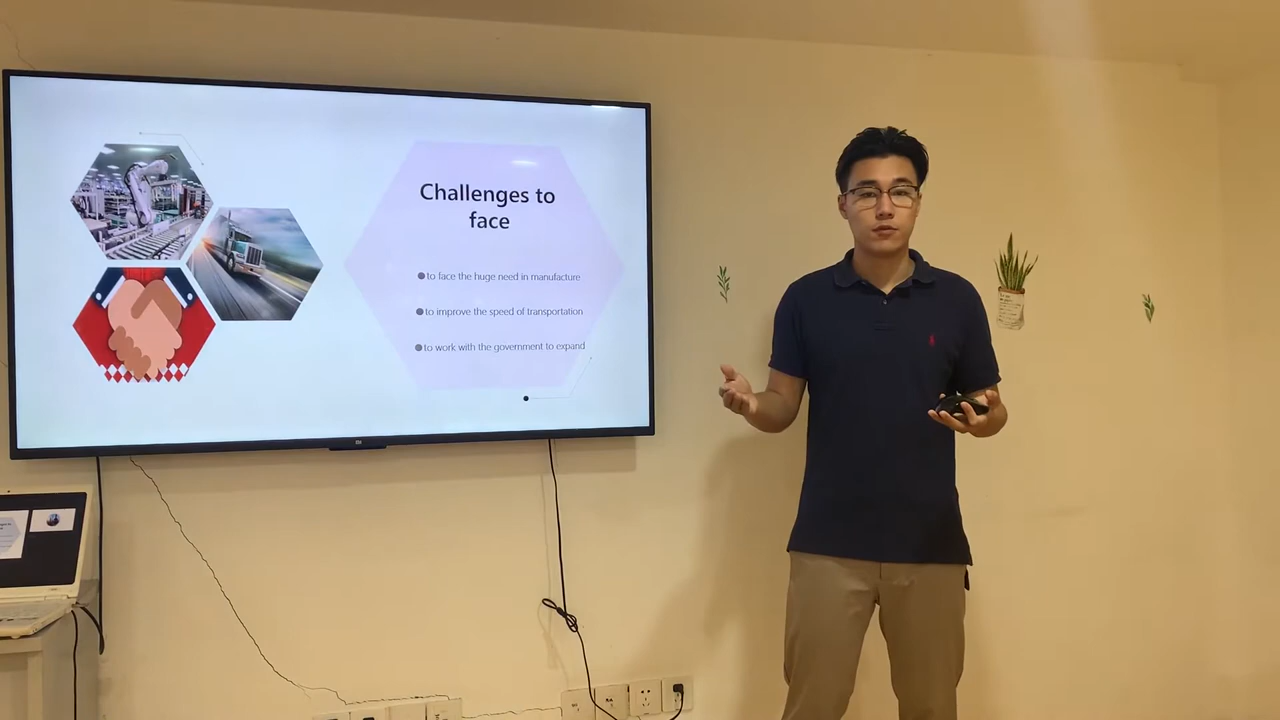 Challenges to
face
to face the huge need in manufacture
to improve the speed of transportation
to work with the government to expand